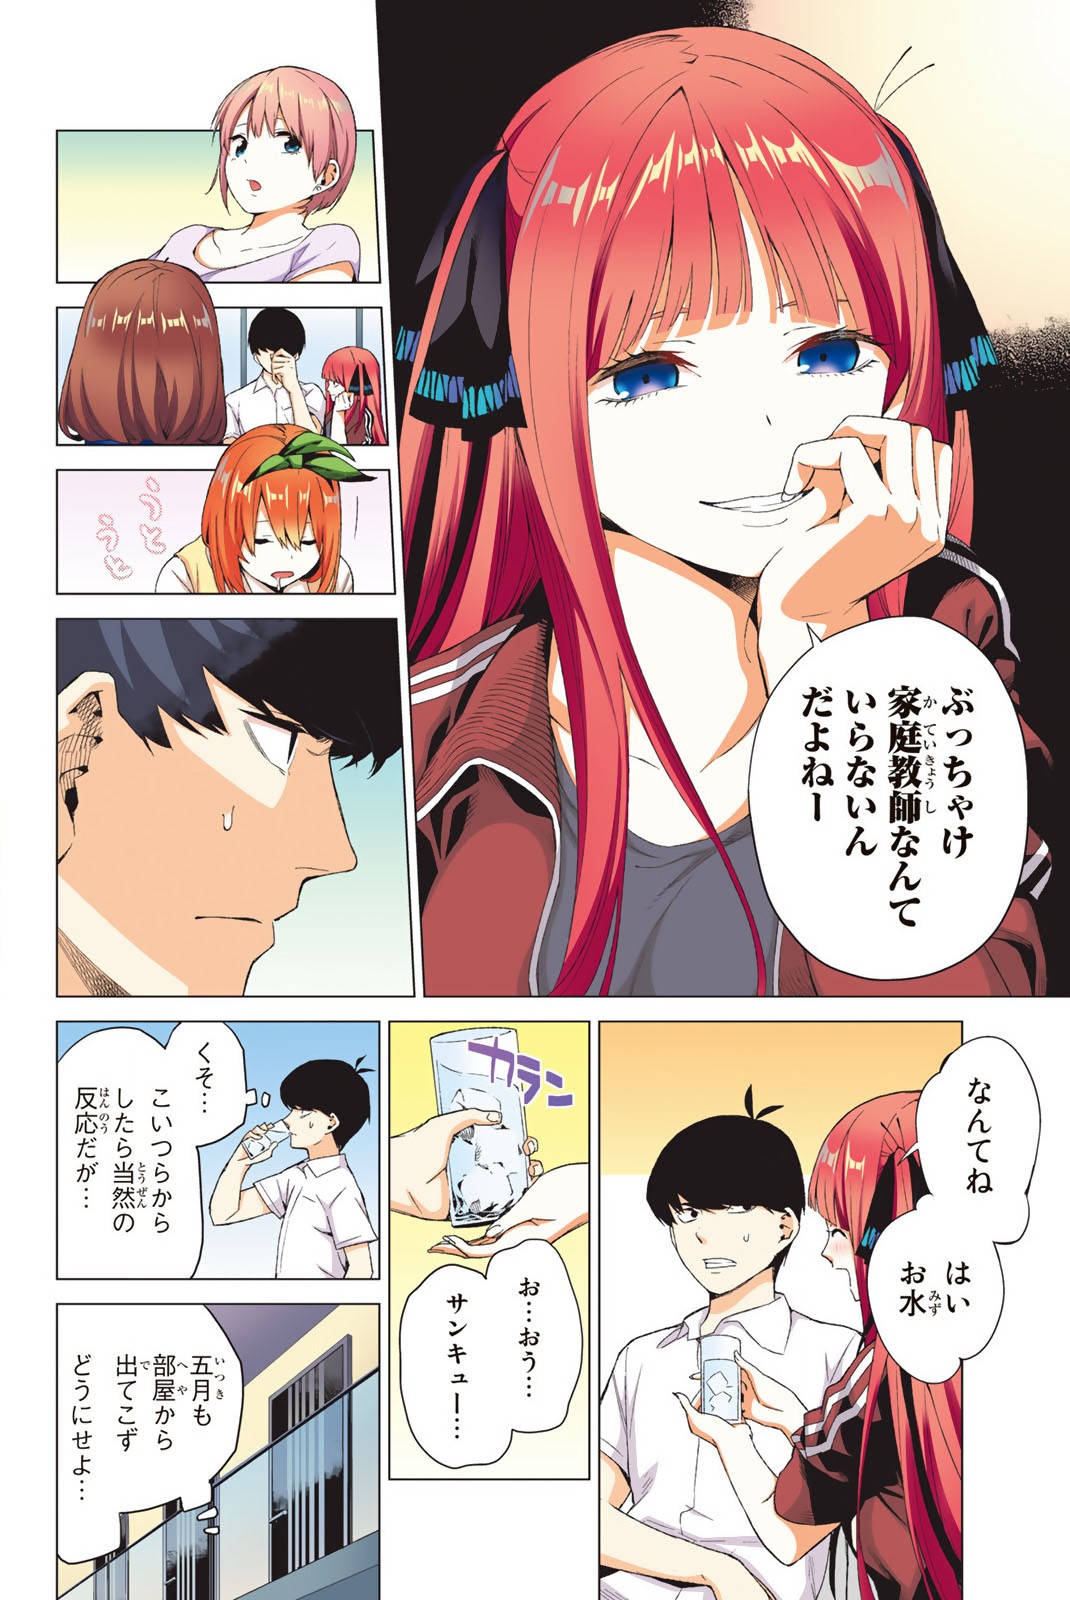 ぶっちゃけ
家庭教師なんて
いらないん
だよねー
うと
うと
なんてね
はい
お水
カラン
お…おう…
サンキュー…
くそ…
こいつらから
したら当然の
反応だが…
五月も
部屋から
出てこず
どうにせよ…